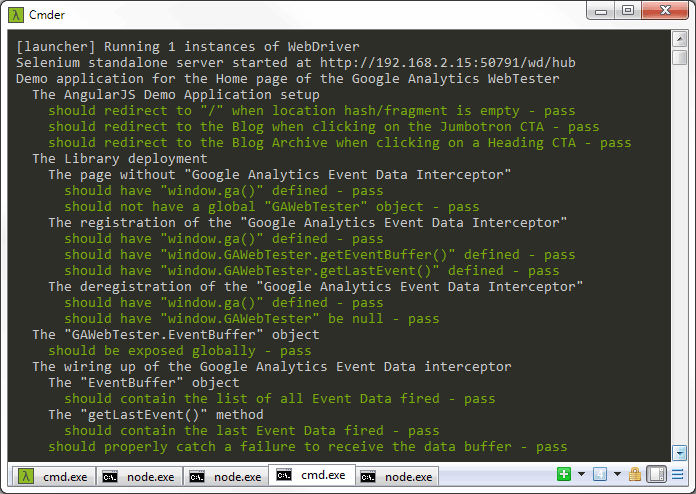 Cmder
[launcher] Running 1 instances of WebDriver
Selenium standalone server started at http://192.168.2.15:50791/wd/hub
Demo application for the Home page of the Google Analytics WebTester
The AngularJS Demo Application setup
should redirect to "/" when location hash/fragment is empty - pass
should redirect to the Blog when clicking on the Jumbotron CTA - pass
should redirect to the Blog Archive when clicking on a Heading CTA - pass
The Library deployment
The page without "Google Analytics Event Data Interceptor"
should have "window.ga()" defined - pass
should not have a global "GAWebTester" object - pass
The registration of the "Google Analytics Event Data Interceptor"
should have "window.ga()" defined - pass
should have "window.GAWebTester.getEventBuffer()" defined - pass
should have "window.GAWebTester.getLastEvent()" defined - pass
The deregistration of the "Google Analytics Event Data Interceptor"
should have "window.ga()" defined - pass
should have "window.GAWebTester" be null - pass
The "GAWebTester.EventBuffer" object
should be exposed globally - pass
The wiring up of the Google Analytics Event Data interceptor
The "EventBuffer" object
should contain the list of all Event Data fired - pass
The "getLastEvent()" method
should contain the last Event Data fired - pass
should properly catch a failure to receive the data buffer - pass
λ cmd.exe C:\. node.exe C:\. node.exe C:\. cmd.exe C:\. node.exe